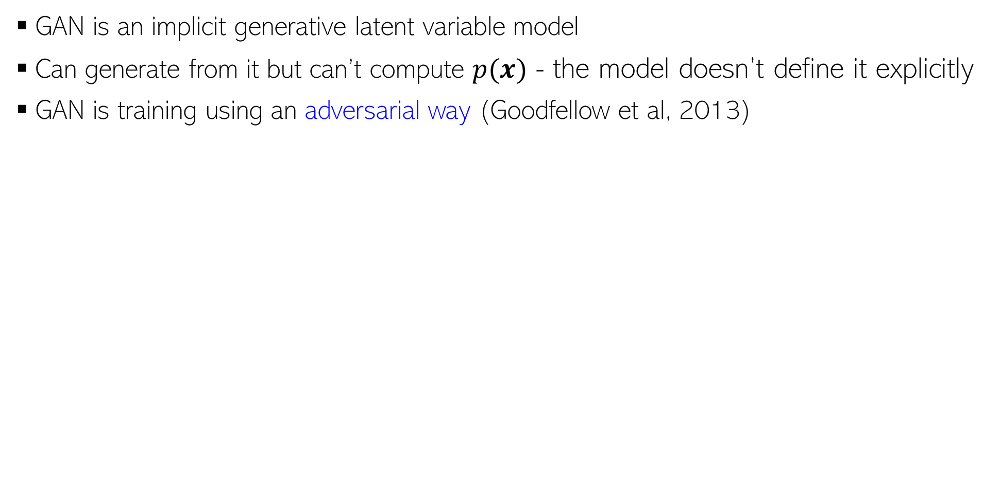 ▪ GAN is an implicit generative latent variable model
▪ Can generate from it but can't compute p(x) - the model doesn't define it explicitly
▪ GAN is training using an adversarial way (Goodfellow et al, 2013)